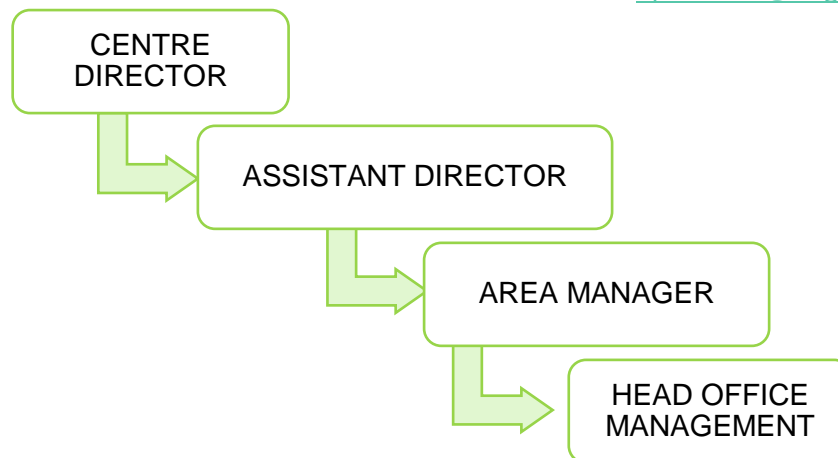 CENTRE
DIRECTOR
ASSISTANT DIRECTOR
AREA MANAGER
HEAD OFFICE
MANAGEMENT